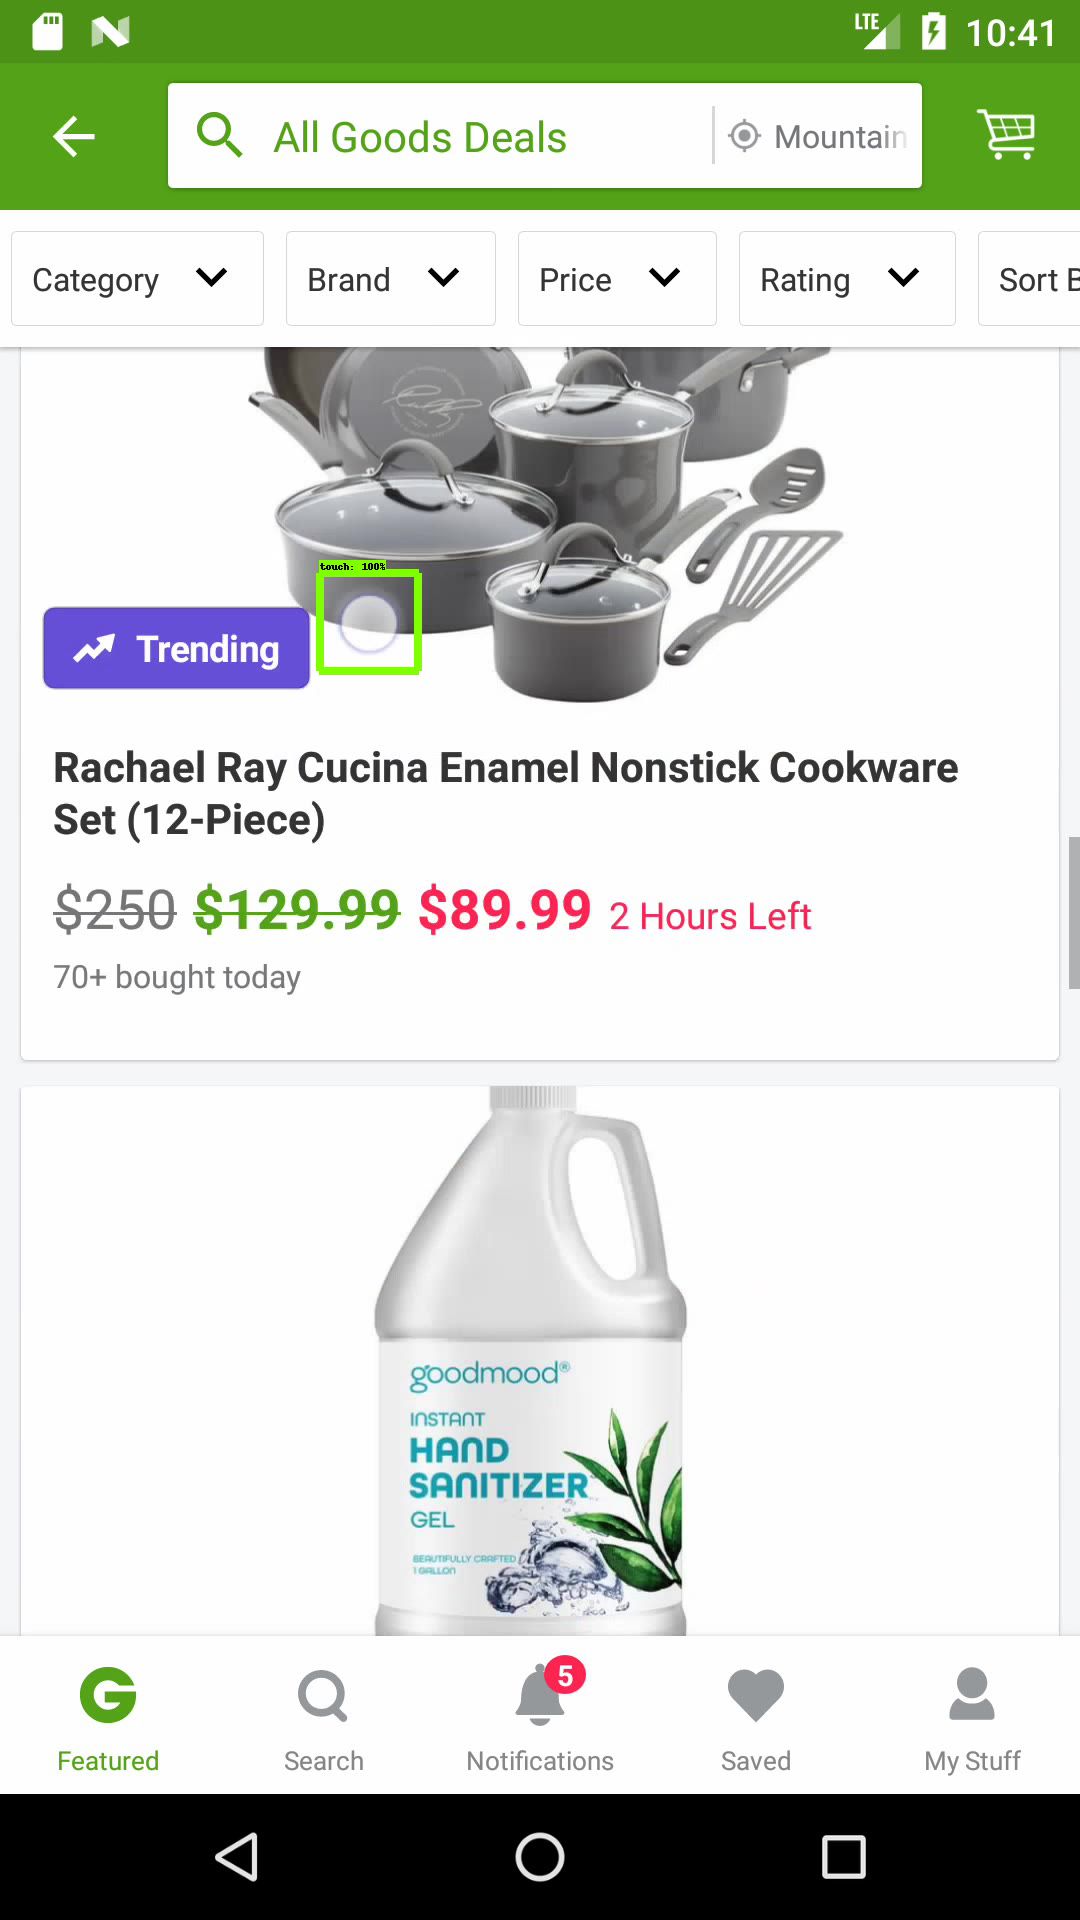 LTE 10:41
All Goods Deals Mountain
Category Brand Price Rating Sort B
touch: 100%
Trending
Rachael Ray Cucina Enamel Nonstick Cookware
Set (12-Piece)
$250 $129.99 $89.99 2 Hours Left
70+ bought today
goodmood®
INSTANT
HAND
SANITIZER
GEL
BEAUTIFULLY CRAFTED
1 GALLON
5
Featured Search Notifications Saved My Stuff